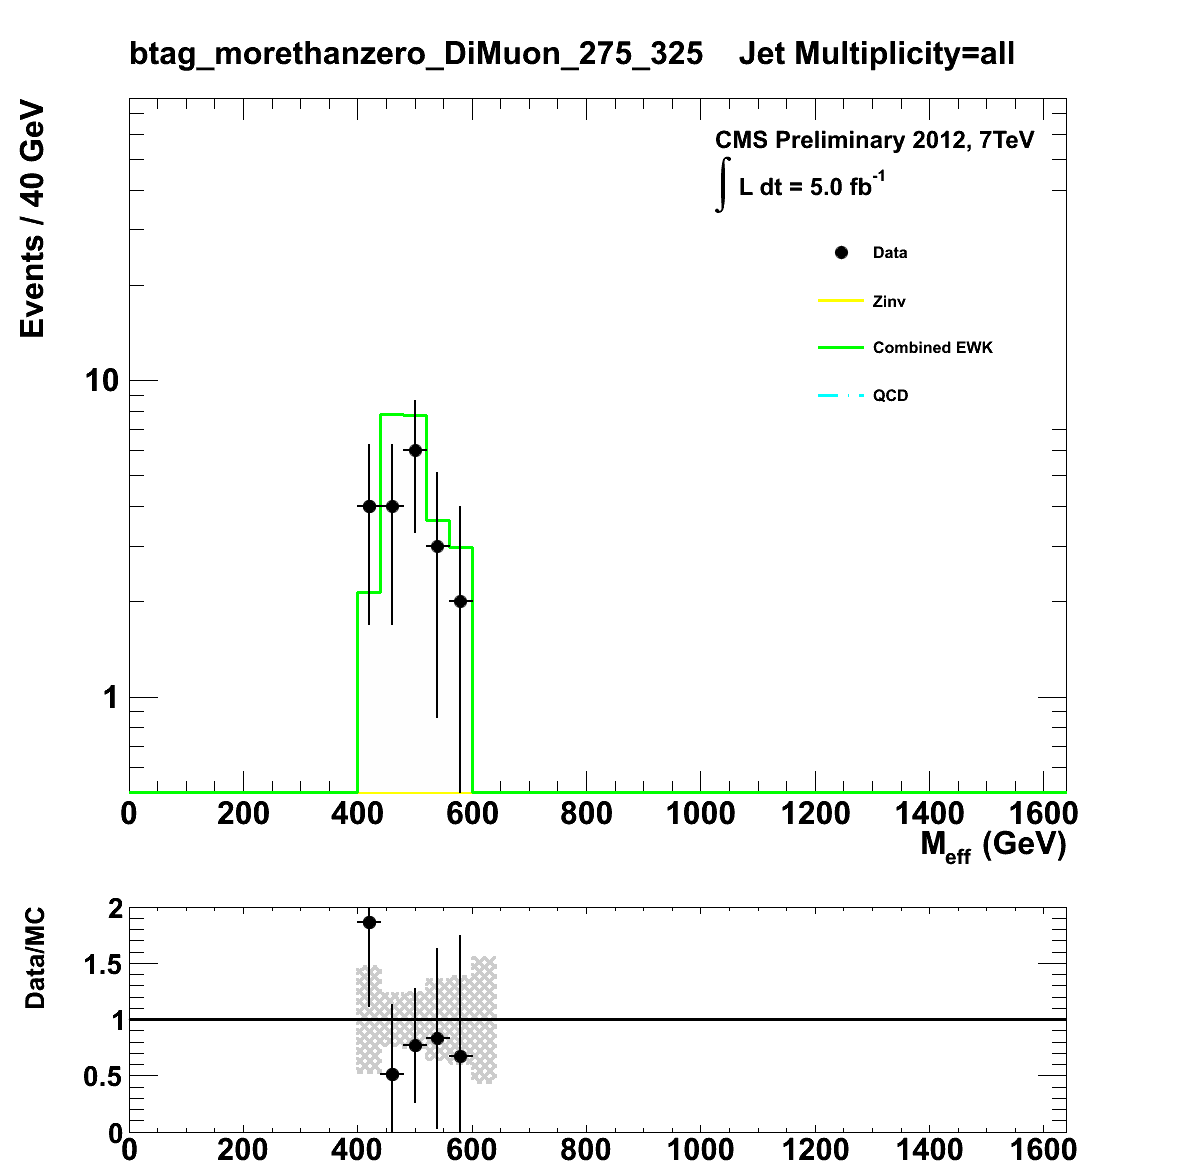 btag_morethanzero_DiMuon_275_325 Jet Multiplicity=all
Events / 40 GeV
CMS Preliminary 2012, 7TeV
∫ L dt = 5.0 fb⁻¹
Data
Zinv
Combined EWK
QCD
10
1
0 200 400 600 800 1000 1200 1400 1600
M_eff (GeV)
Data/MC
2
1.5
1
0.5
0
0 200 400 600 800 1000 1200 1400 1600